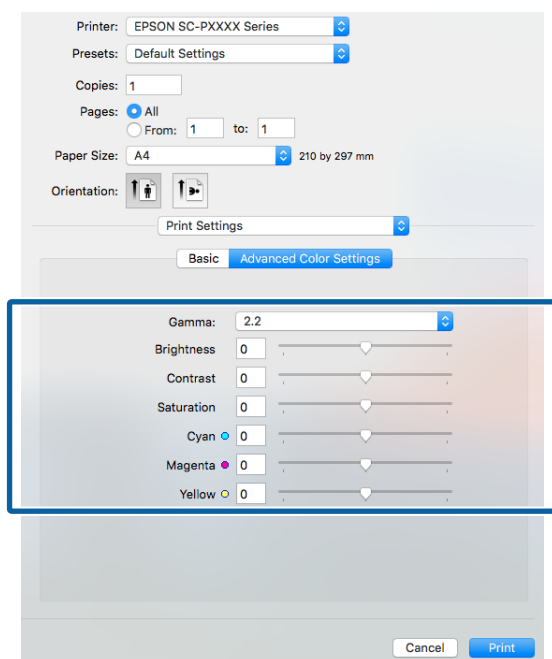 Printer: EPSON SC-PXXXX Series
Presets: Default Settings
Copies: 1
Pages: All
From: 1 to: 1
Paper Size: A4 210 by 297 mm
Orientation:
Print Settings
Basic Advanced Color Settings
Gamma: 2.2
Brightness 0
Contrast 0
Saturation 0
Cyan 0
Magenta 0
Yellow 0
Cancel Print